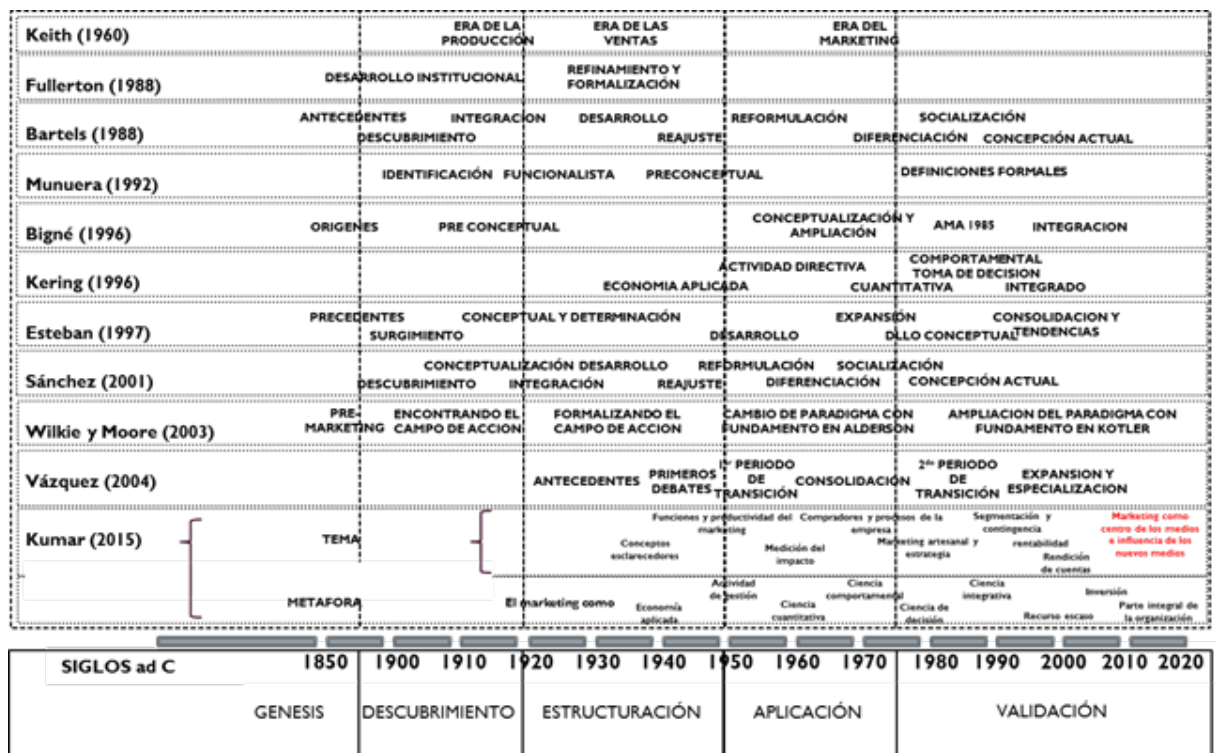 Keith (1960)
ERA DE LA PRODUCCIÓN
ERA DE LAS VENTAS
ERA DEL MARKETING
Fullerton (1988)
DESARROLLO INSTITUCIONAL
REFINAMIENTO Y FORMALIZACIÓN
Bartels (1988)
ANTECEDENTES
INTEGRACION
DESARROLLO
REFORMULACIÓN
SOCIALIZACIÓN
DESCUBRIMIENTO
REAJUSTE
DIFERENCIACIÓN
CONCEPCIÓN ACTUAL
Munuera (1992)
IDENTIFICACIÓN
FUNCIONALISTA
PRECONCEPTUAL
DEFINICIONES FORMALES
Bigné (1996)
ORIGENES
PRE CONCEPTUAL
CONCEPTUALIZACIÓN Y AMPLIACIÓN
AMA 1985
INTEGRACION
Kering (1996)
ECONOMIA APLICADA
ACTIVIDAD DIRECTIVA
CUANTITATIVA
COMPORTAMENTAL
TOMA DE DECISION
INTEGRADO
Esteban (1997)
PRECEDENTES
SURGIMIENTO
CONCEPTUAL Y DETERMINACIÓN
DESARROLLO
EXPANSIÓN
DLLO CONCEPTUAL
CONSOLIDACION Y TENDENCIAS
Sánchez (2001)
CONCEPTUALIZACIÓN
DESARROLLO
REFORMULACIÓN
SOCIALIZACIÓN
DESCUBRIMIENTO
INTEGRACIÓN
REAJUSTE
DIFERENCIACIÓN
CONCEPCIÓN ACTUAL
Wilkie y Moore (2003)
PRE-MARKETING
ENCONTRANDO EL CAMPO DE ACCION
FORMALIZANDO EL CAMPO DE ACCION
CAMBIO DE PARADIGMA CON FUNDAMENTO EN ALDERSON
AMPLIACION DEL PARADIGMA CON FUNDAMENTO EN KOTLER
Vázquez (2004)
ANTECEDENTES
PRIMEROS DEBATES
1er PERIODO DE TRANSICIÓN
CONSOLIDACIÓN
2do PERIODO DE TRANSICIÓN
EXPANSION Y ESPECIALIZACION
Kumar (2015)
TEMA
Conceptos esclarecedores
Funciones y productividad del marketing
Medición del impacto
Compradores y procesos de la empresa
Marketing artesanal y estrategia
Segmentación y contingencia
rentabilidad
Rendición de cuentas
Marketing como centro de los medios e influencia de los nuevos medios
METAFORA
El marketing como
Economía aplicada
Actividad de gestión
Ciencia cuantitativa
Ciencia comportamental
Ciencia de decisión
Ciencia integrativa
Recurso escaso
Inversión
Parte integral de la organización
SIGLOS ad C
1850 1900 1910 1920 1930 1940 1950 1960 1970 1980 1990 2000 2010 2020
GENESIS
DESCUBRIMIENTO
ESTRUCTURACIÓN
APLICACIÓN
VALIDACIÓN